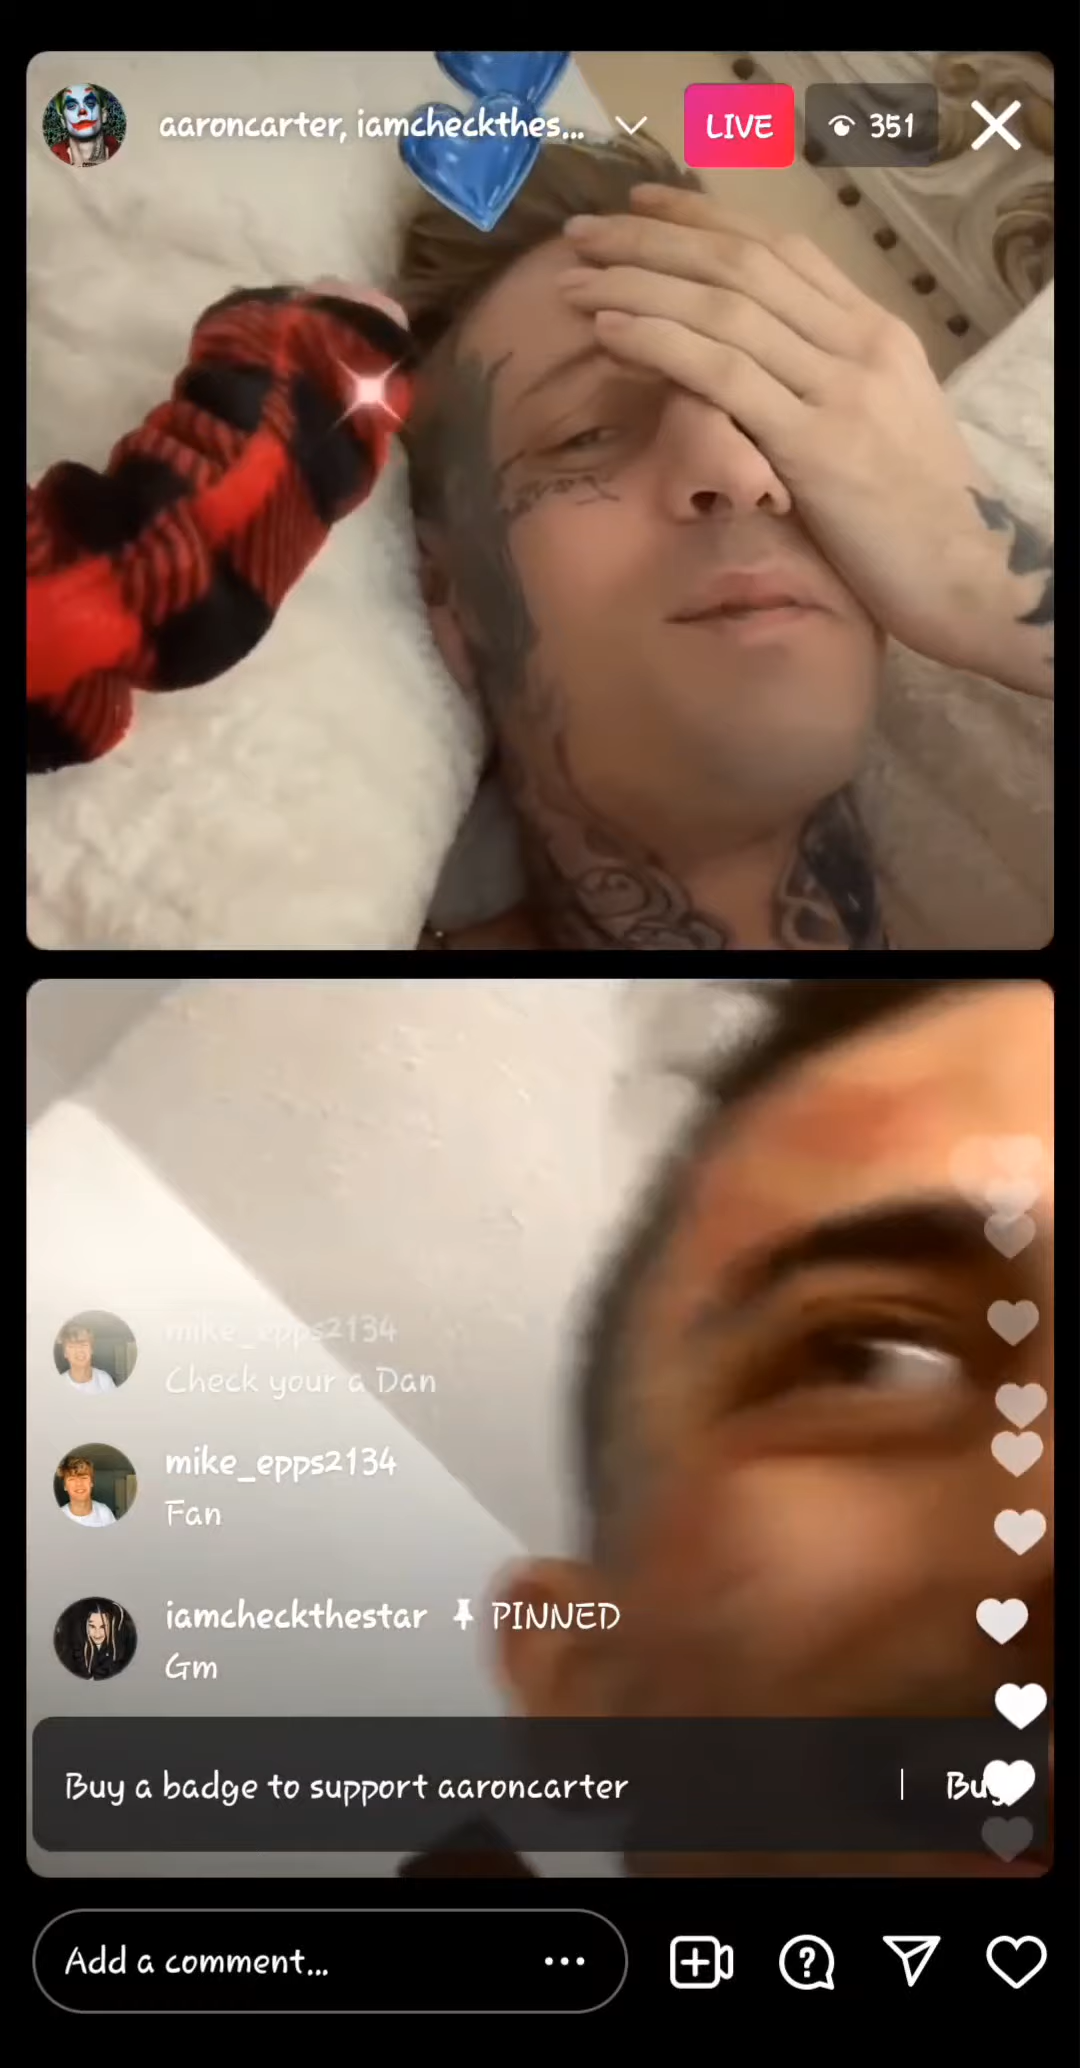 aaroncarter, iamcheckthes...
LIVE
351
mike_epps2134
Check your a Dan
mike_epps2134
Fan
iamcheckthestar PINNED
Gm
Buy a badge to support aaroncarter
Buy
Add a comment...